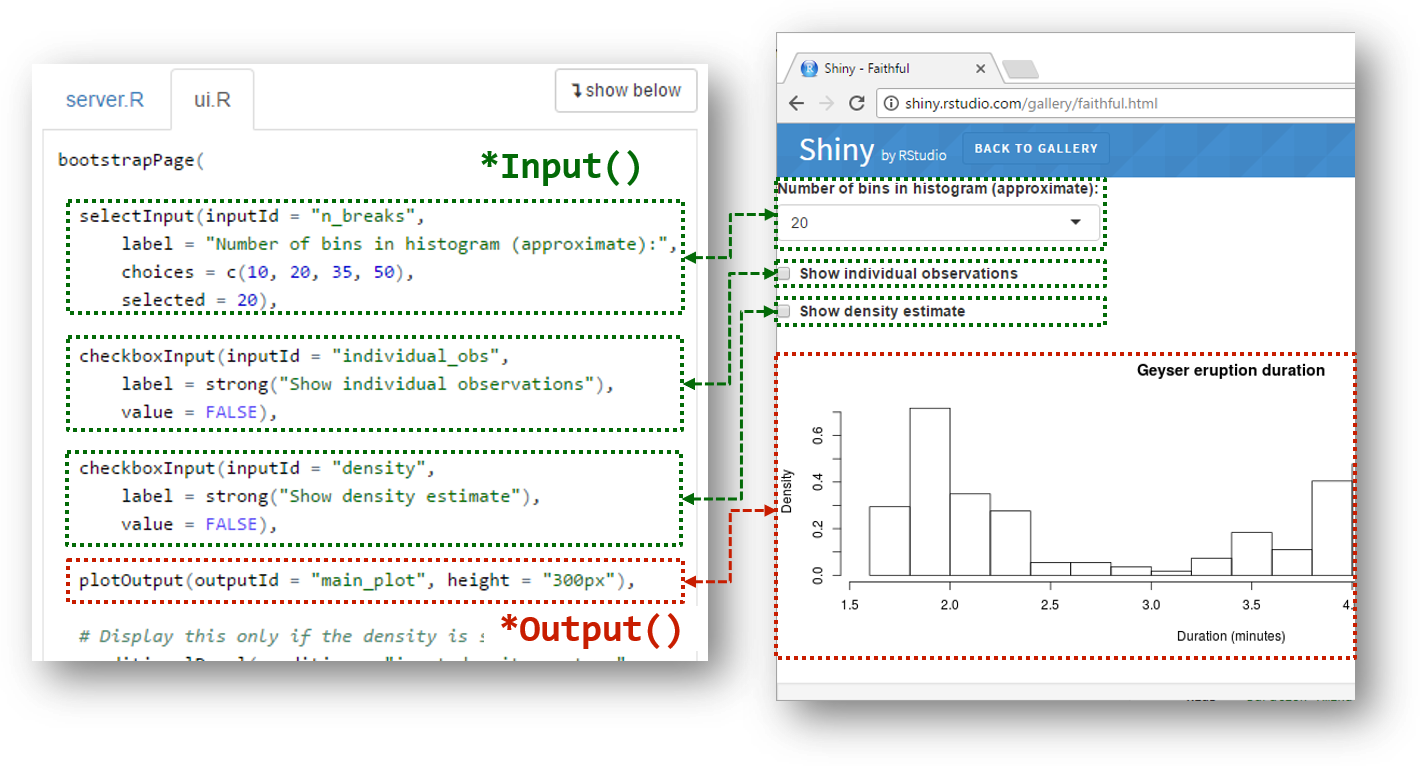 server.R
ui.R
↴show below
bootstrapPage(
*Input()
selectInput(inputId = "n_breaks",
label = "Number of bins in histogram (approximate):",
choices = c(10, 20, 35, 50),
selected = 20),
checkboxInput(inputId = "individual_obs",
label = strong("Show individual observations"),
value = FALSE),
checkboxInput(inputId = "density",
label = strong("Show density estimate"),
value = FALSE),
plotOutput(outputId = "main_plot", height = "300px"),
# Display this only if the density is
*Output()
Shiny - Faithful
shiny.rstudio.com/gallery/faithful.html
Shiny by RStudio
BACK TO GALLERY
Number of bins in histogram (approximate):
20
Show individual observations
Show density estimate
Geyser eruption duration
Density
0.0
0.2
0.4
0.6
1.5 2.0 2.5 3.0 3.5 4.
Duration (minutes)